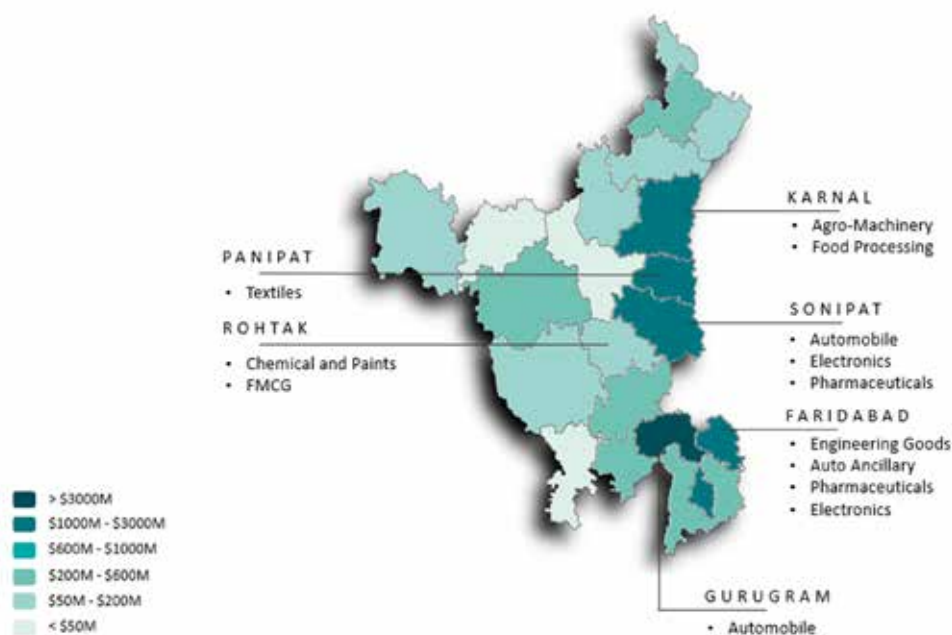 KARNAL
• Agro-Machinery
• Food Processing
PANIPAT
• Textiles
SONIPAT
• Automobile
• Electronics
• Pharmaceuticals
ROHTAK
• Chemical and Paints
• FMCG
FARIDABAD
• Engineering Goods
• Auto Ancillary
• Pharmaceuticals
• Electronics
> $3000M
$1000M - $3000M
$600M - $1000M
$200M - $600M
$50M - $200M
< $50M
GURUGRAM
• Automobile